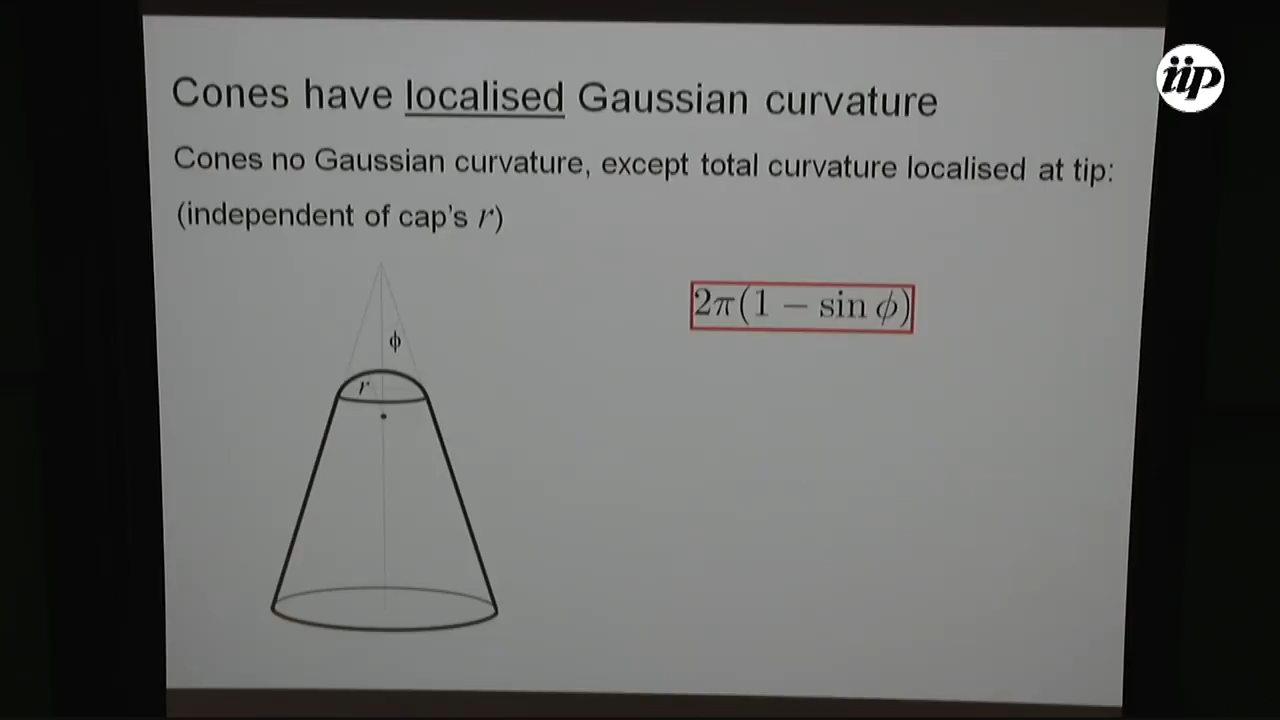 Cones have localised Gaussian curvature
Cones no Gaussian curvature, except total curvature localised at tip:
(independent of cap's r)
2π(1 − sin ϕ)
ϕ
r
iip